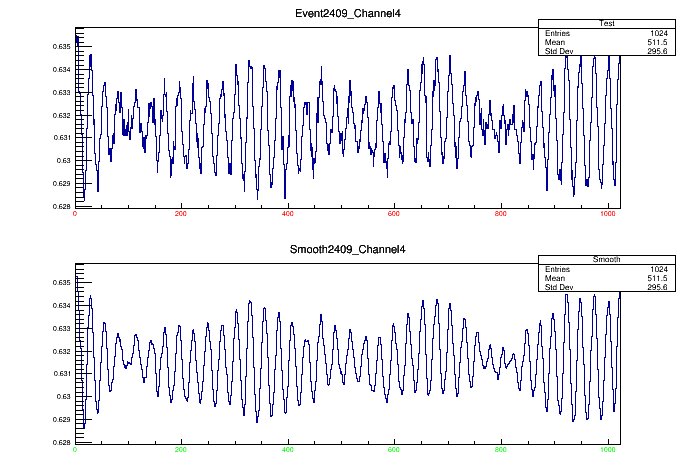 Event2409_Channel4
Test
Entries 1024
Mean 511.5
Std Dev 295.6
0.635
0.634
0.633
0.632
0.631
0.63
0.629
0.628
0 200 400 600 800 1000
Smooth2409_Channel4
Smooth
Entries 1024
Mean 511.5
Std Dev 295.6
0.635
0.634
0.633
0.632
0.631
0.63
0.629
0.628
0 200 400 600 800 1000